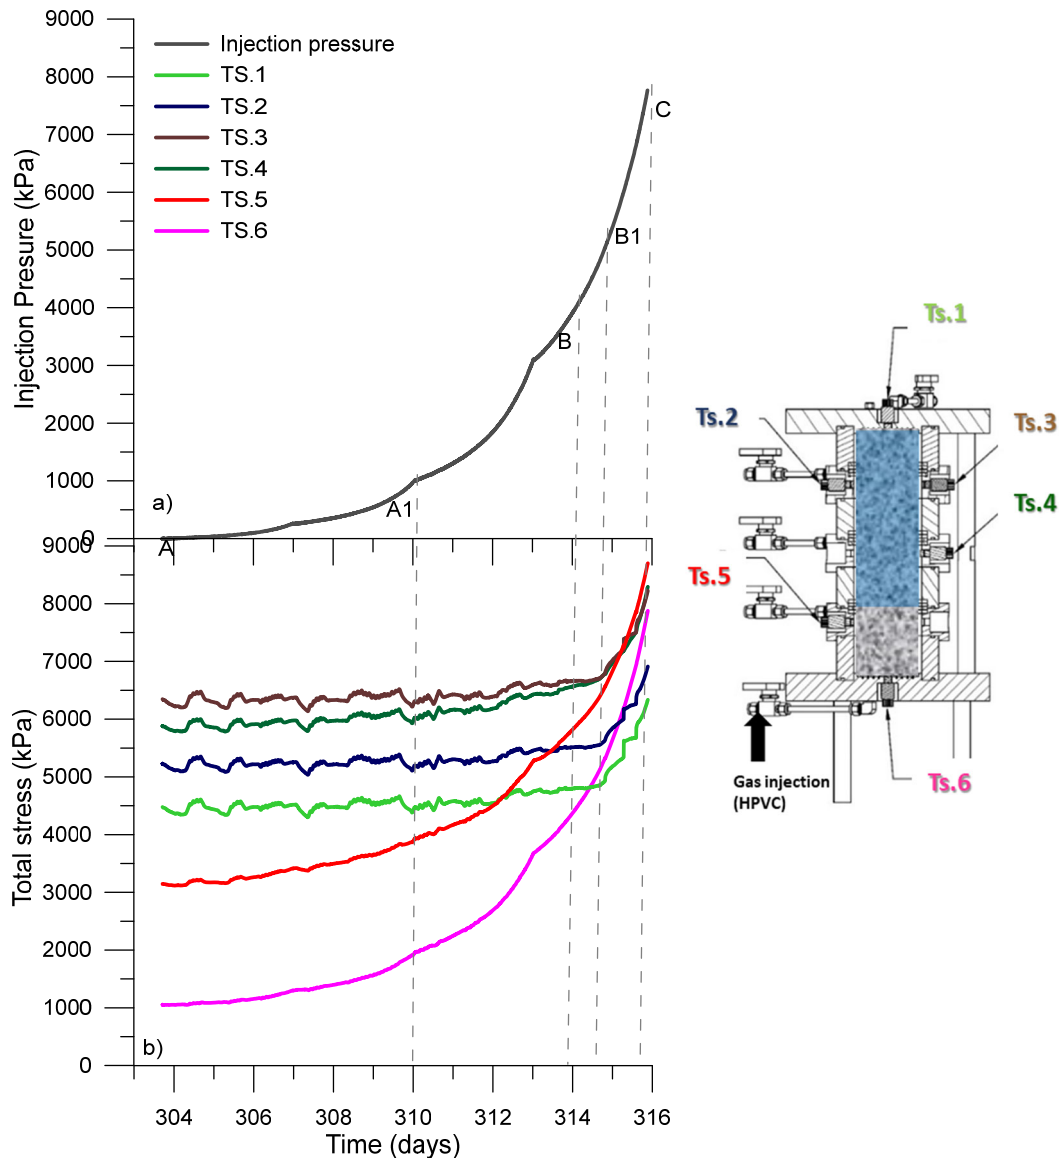 9000
8000
7000
6000
5000
4000
3000
2000
1000
0
Injection Presure (kPa)
Injection pressure
TS.1
TS.2
TS.3
TS.4
TS.5
TS.6
C
B1
B
A1
A
a)
9000
8000
7000
6000
5000
4000
3000
2000
1000
0
Total stress (kPa)
b)
304 306 308 310 312 314 316
Time (days)
Ts.1
Ts.2
Ts.3
Ts.4
Ts.5
Gas injection
(HPVC)
Ts.6